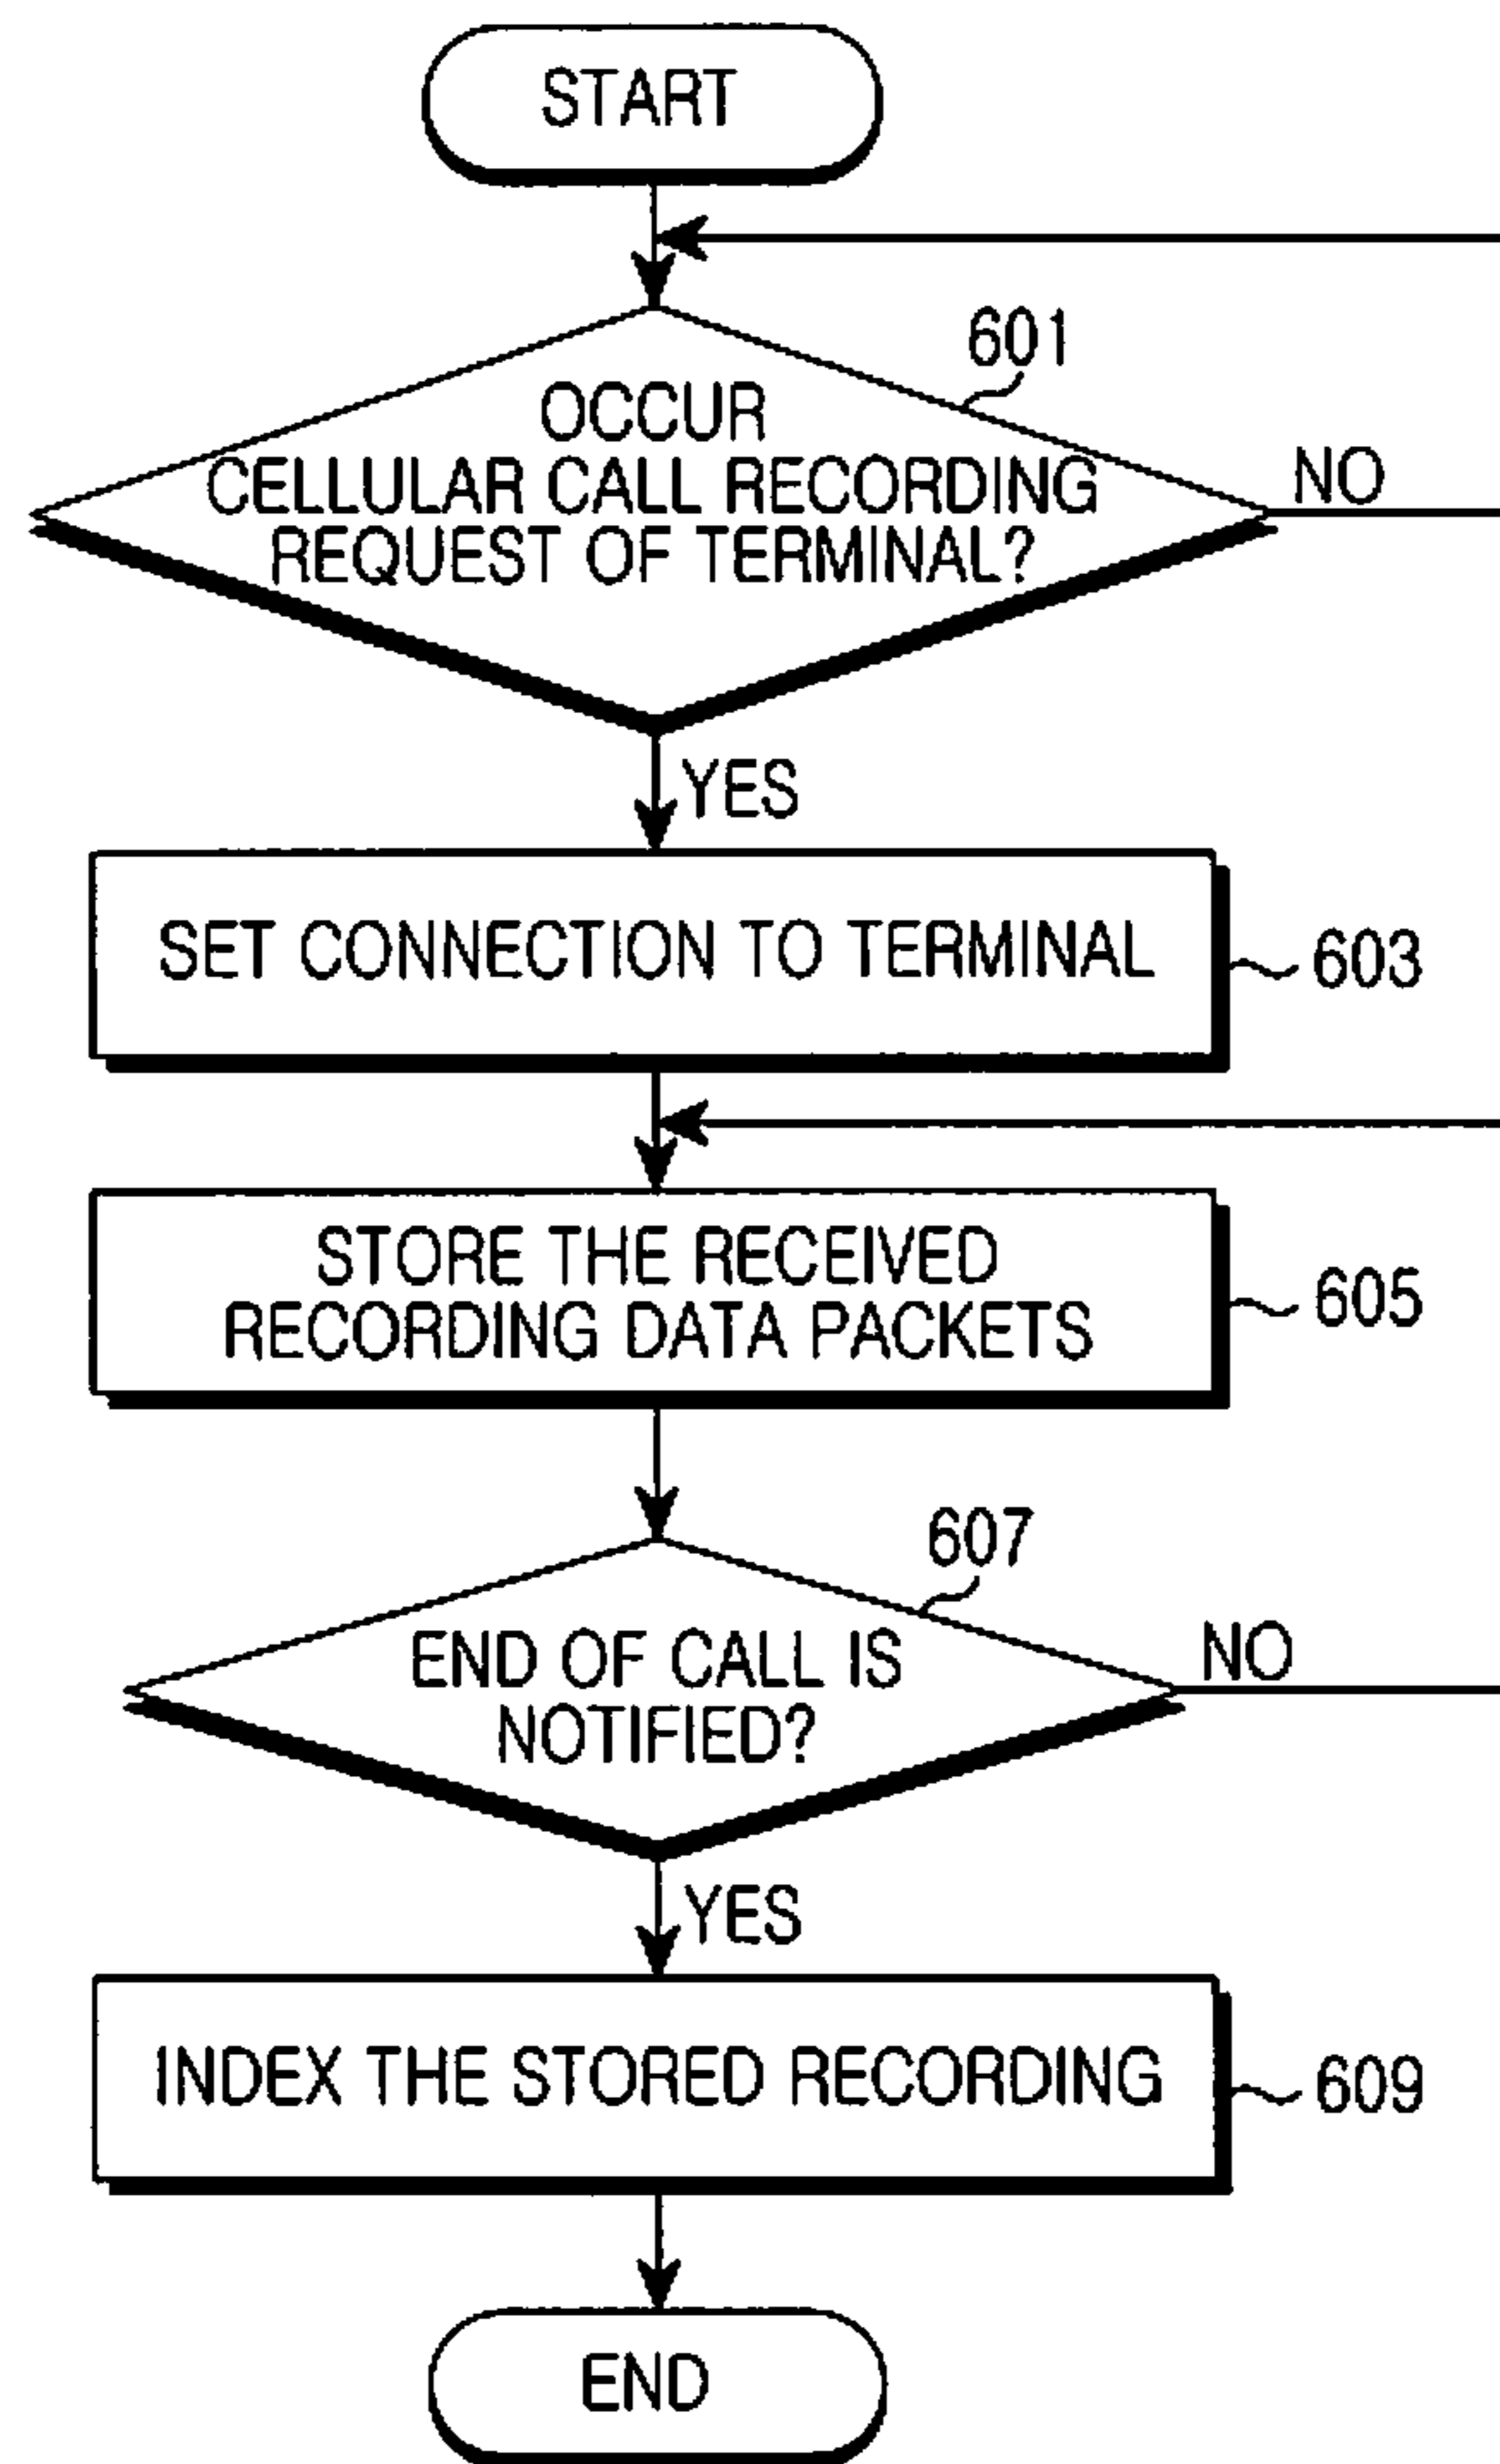 START
601
OCCUR
CELLULAR CALL RECORDING
REQUEST OF TERMINAL?
NO
YES
SET CONNECTION TO TERMINAL
603
STORE THE RECEIVED
RECORDING DATA PACKETS
605
607
END OF CALL IS
NOTIFIED?
NO
YES
INDEX THE STORED RECORDING
609
END